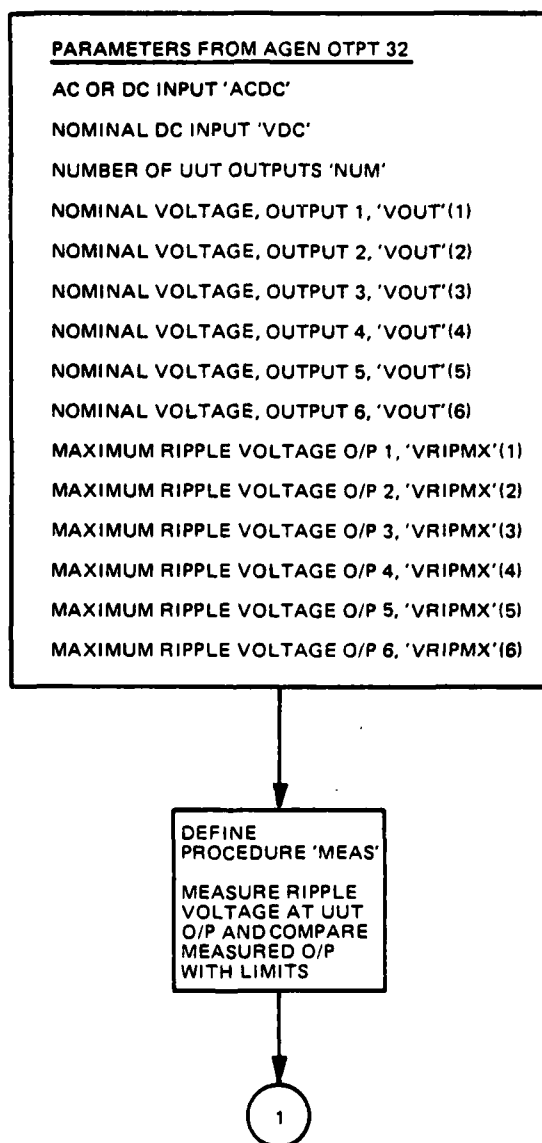 PARAMETERS FROM AGEN OTPT 32
AC OR DC INPUT 'ACDC'
NOMINAL DC INPUT 'VDC'
NUMBER OF UUT OUTPUTS 'NUM'
NOMINAL VOLTAGE, OUTPUT 1, 'VOUT'(1)
NOMINAL VOLTAGE, OUTPUT 2, 'VOUT'(2)
NOMINAL VOLTAGE, OUTPUT 3, 'VOUT'(3)
NOMINAL VOLTAGE, OUTPUT 4, 'VOUT'(4)
NOMINAL VOLTAGE, OUTPUT 5, 'VOUT'(5)
NOMINAL VOLTAGE, OUTPUT 6, 'VOUT'(6)
MAXIMUM RIPPLE VOLTAGE O/P 1, 'VRIPMX'(1)
MAXIMUM RIPPLE VOLTAGE O/P 2, 'VRIPMX'(2)
MAXIMUM RIPPLE VOLTAGE O/P 3, 'VRIPMX'(3)
MAXIMUM RIPPLE VOLTAGE O/P 4, 'VRIPMX'(4)
MAXIMUM RIPPLE VOLTAGE O/P 5, 'VRIPMX'(5)
MAXIMUM RIPPLE VOLTAGE O/P 6, 'VRIPMX'(6)
DEFINE
PROCEDURE 'MEAS'
MEASURE RIPPLE
VOLTAGE AT UUT
O/P AND COMPARE
MEASURED O/P
WITH LIMITS
1